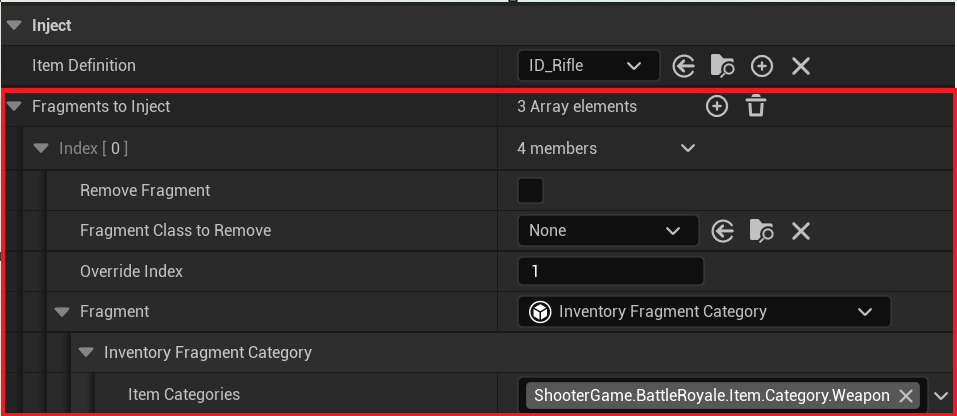 Inject
Item Definition ID_Rifle
Fragments to Inject 3 Array elements
Index [ 0 ] 4 members
Remove Fragment
Fragment Class to Remove None
Override Index 1
Fragment Inventory Fragment Category
Inventory Fragment Category
Item Categories ShooterGame.BattleRoyale.Item.Category.Weapon